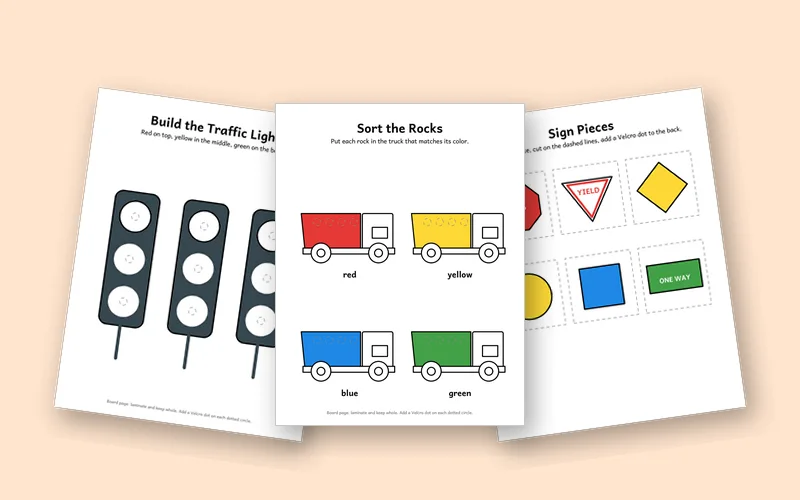 Build the Traffic Ligh
Red on top, yellow in the middle, green on the b
Board page: laminate and keep whole. Add a Velcro dot on each dotted circle.
Sort the Rocks
Put each rock in the truck that matches its color.
red
yellow
blue
green
Board page: laminate and keep whole. Add a Velcro dot on each dotted circle.
Sign Pieces
cut on the dashed lines, add a Velcro dot to the back.
YIELD
ONE WAY